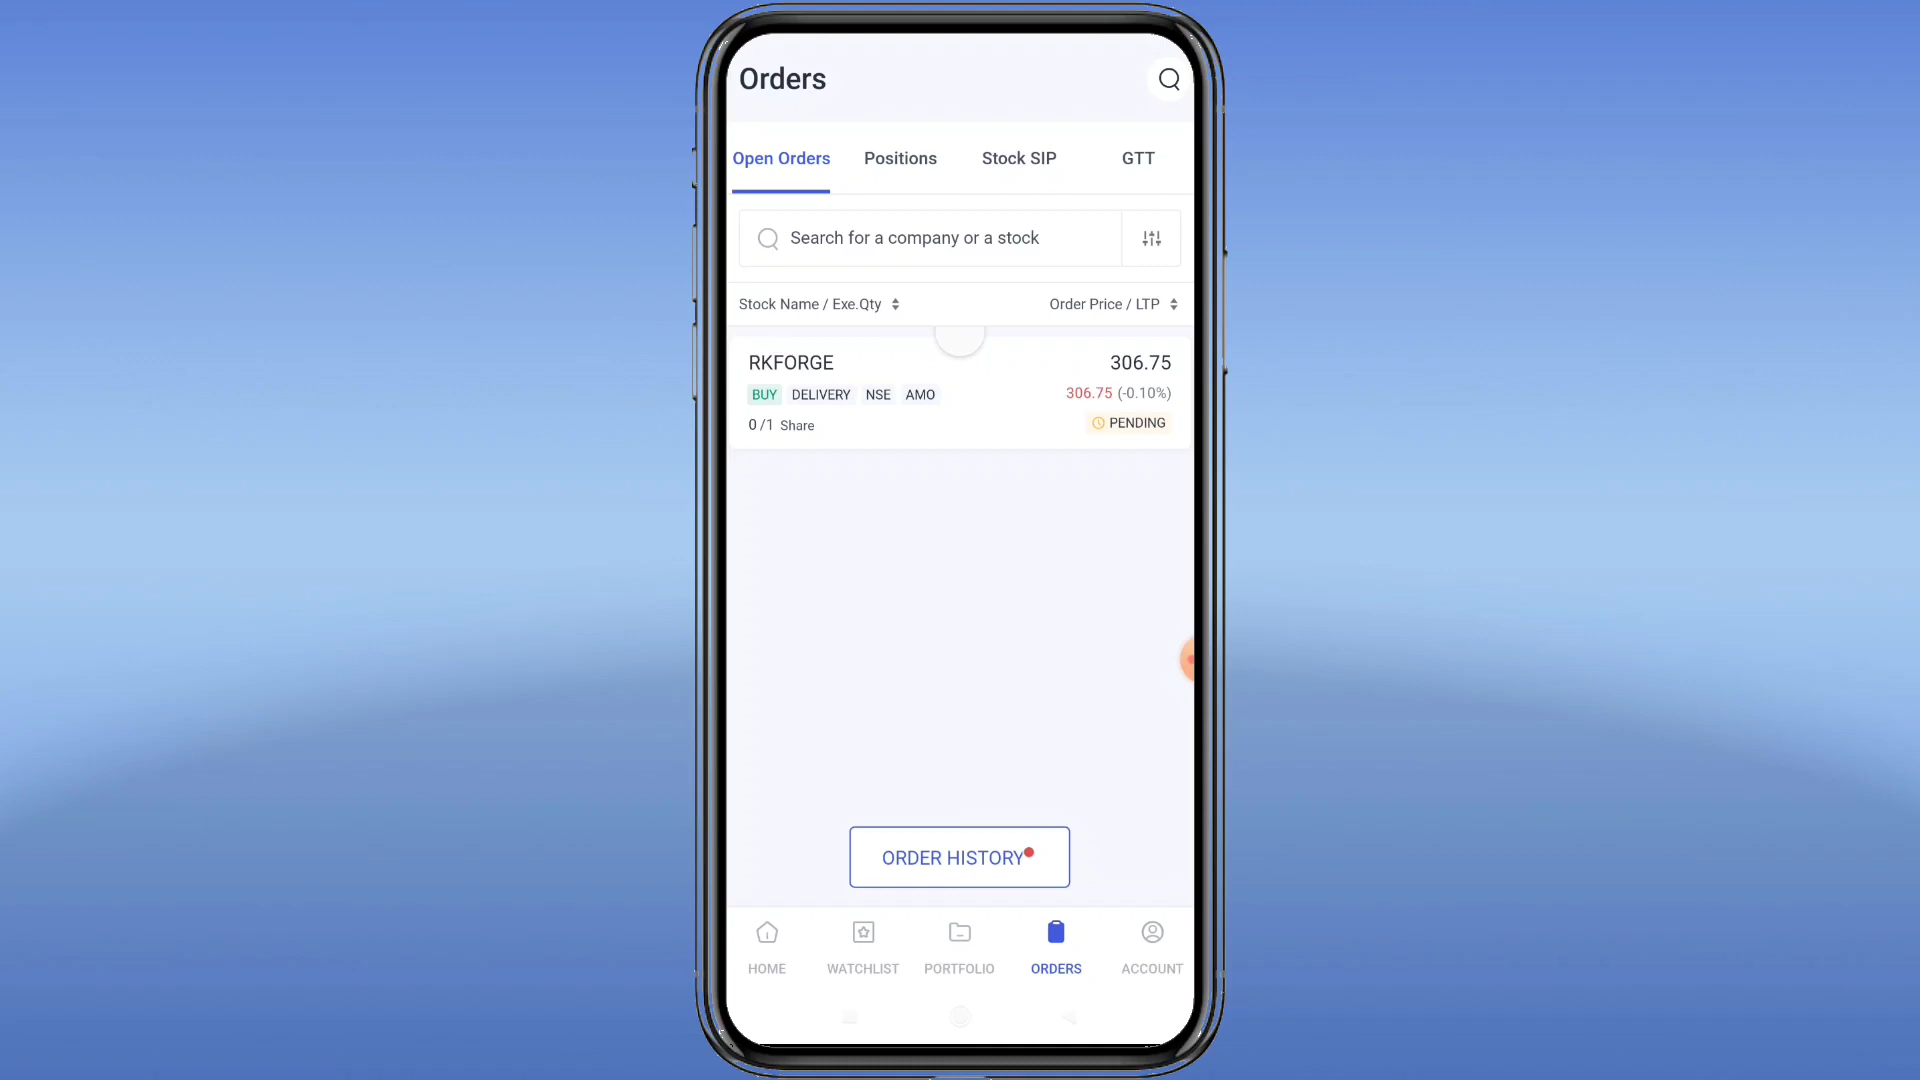 Orders
Open Orders Positions Stock SIP GTT
Search for a company or a stock
Stock Name / Exe.Qty Order Price / LTP
RKFORGE 306.75
BUY DELIVERY NSE AMO 306.75 (-0.10%)
0 /1 Share PENDING
ORDER HISTORY
HOME WATCHLIST PORTFOLIO ORDERS ACCOUNT